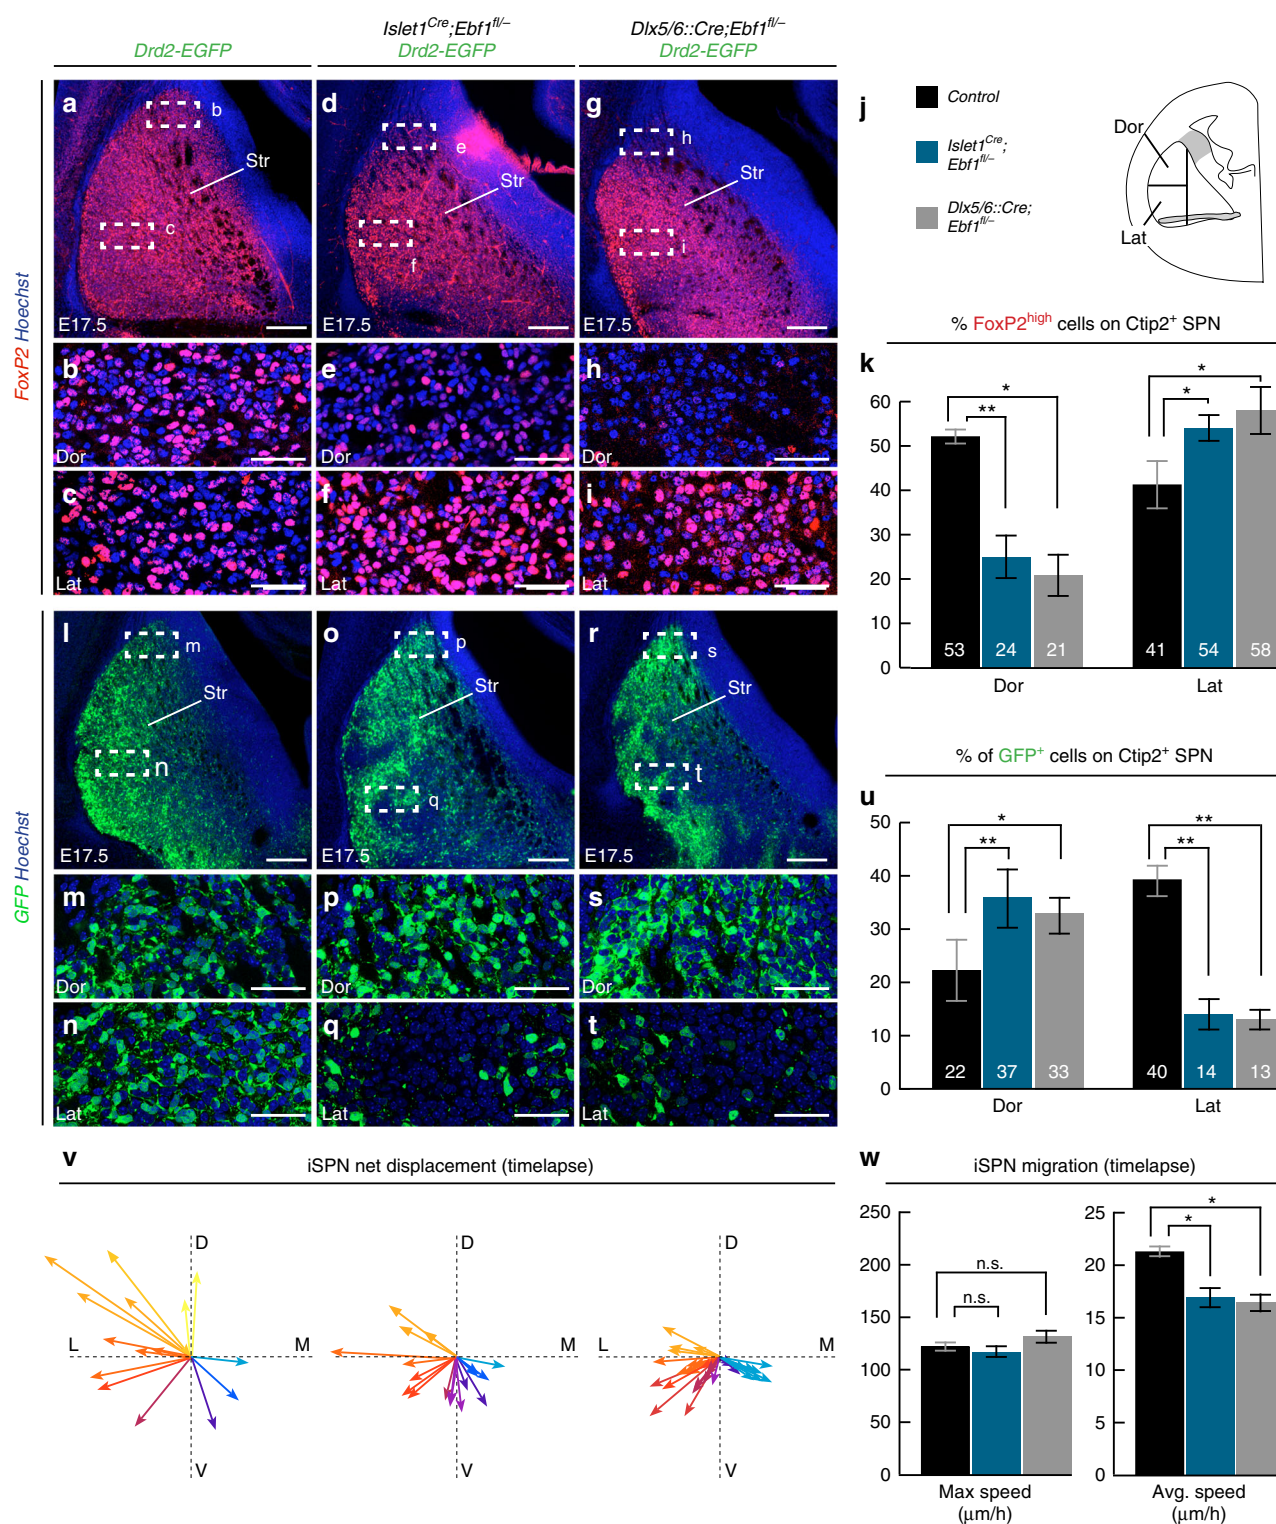 Drd2-EGFP
Islet1Cre;Ebf1fl/–
Drd2-EGFP
Dlx5/6::Cre;Ebf1fl/–
Drd2-EGFP
FoxP2 Hoechst
a
b
Str
c
E17.5
d
e
Str
f
E17.5
g
h
Str
i
E17.5
b
Dor
e
Dor
h
Dor
c
Lat
f
Lat
i
Lat
j
Control
Islet1Cre;
Ebf1fl/–
Dlx5/6::Cre;
Ebf1fl/–
Dor
Lat
% FoxP2high cells on Ctip2+ SPN
k
60
50
40
30
20
10
0
*
**
*
*
53
24
21
41
54
58
Dor
Lat
GFP Hoechst
l
m
Str
n
E17.5
o
p
Str
q
E17.5
r
s
Str
t
E17.5
m
Dor
p
Dor
s
Dor
n
Lat
q
Lat
t
Lat
% of GFP+ cells on Ctip2+ SPN
u
50
40
30
20
10
0
*
**
**
**
22
37
33
40
14
13
Dor
Lat
v
iSPN net displacement (timelapse)
D
L
M
V
D
L
M
V
D
L
M
V
w
iSPN migration (timelapse)
250
200
150
100
50
0
n.s.
n.s.
Max speed
(μm/h)
25
20
15
10
5
0
*
*
Avg. speed
(μm/h)